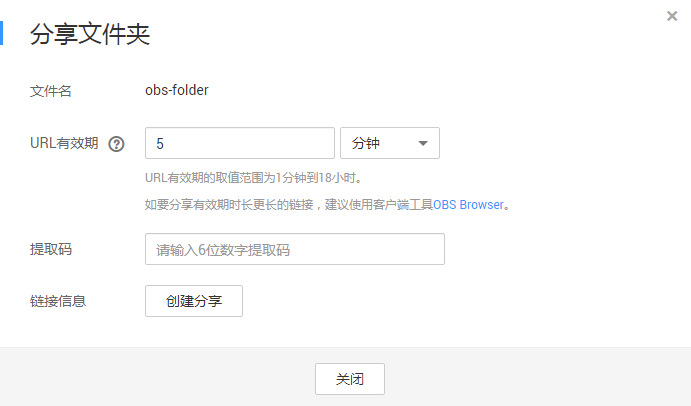 分享文件夹
文件名 obs-folder
URL有效期 5 分钟
URL有效期的取值范围为1分钟到18小时。
如要分享有效期时长更长的链接，建议使用客户端工具OBS Browser。
提取码 请输入6位数字提取码
链接信息 创建分享
关闭